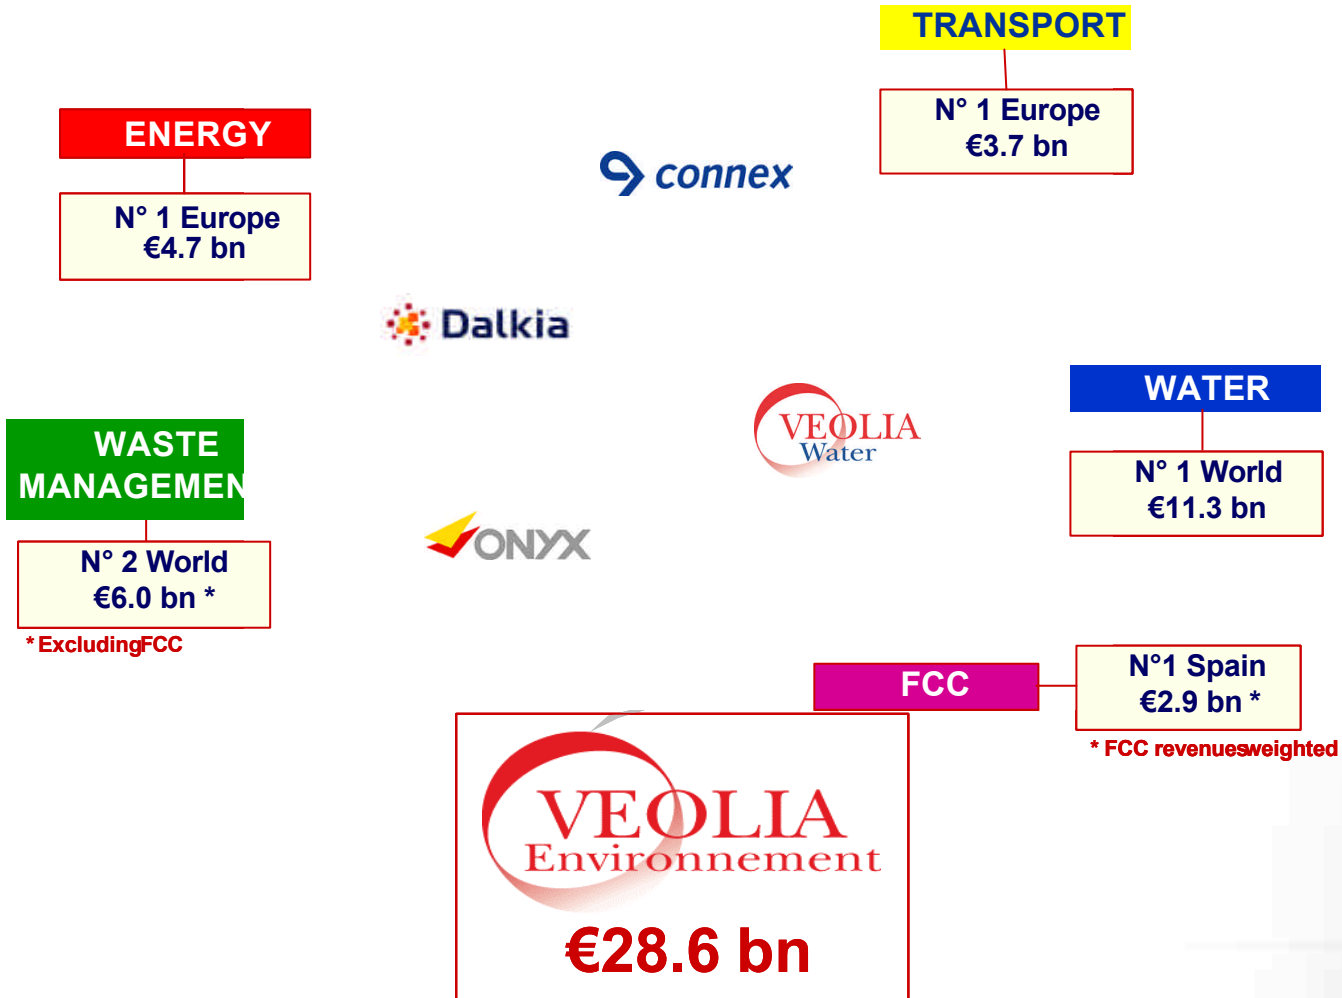 TRANSPORT
N° 1 Europe
€3.7 bn
ENERGY
N° 1 Europe
€4.7 bn
connex
Dalkia
WATER
N° 1 World
€11.3 bn
VEOLIA
Water
WASTE
MANAGEMEN
N° 2 World
€6.0 bn *
* ExcludingFCC
ONYX
FCC
N°1 Spain
€2.9 bn *
* FCC revenuesweighted
VEOLIA
Environnement
€28.6 bn